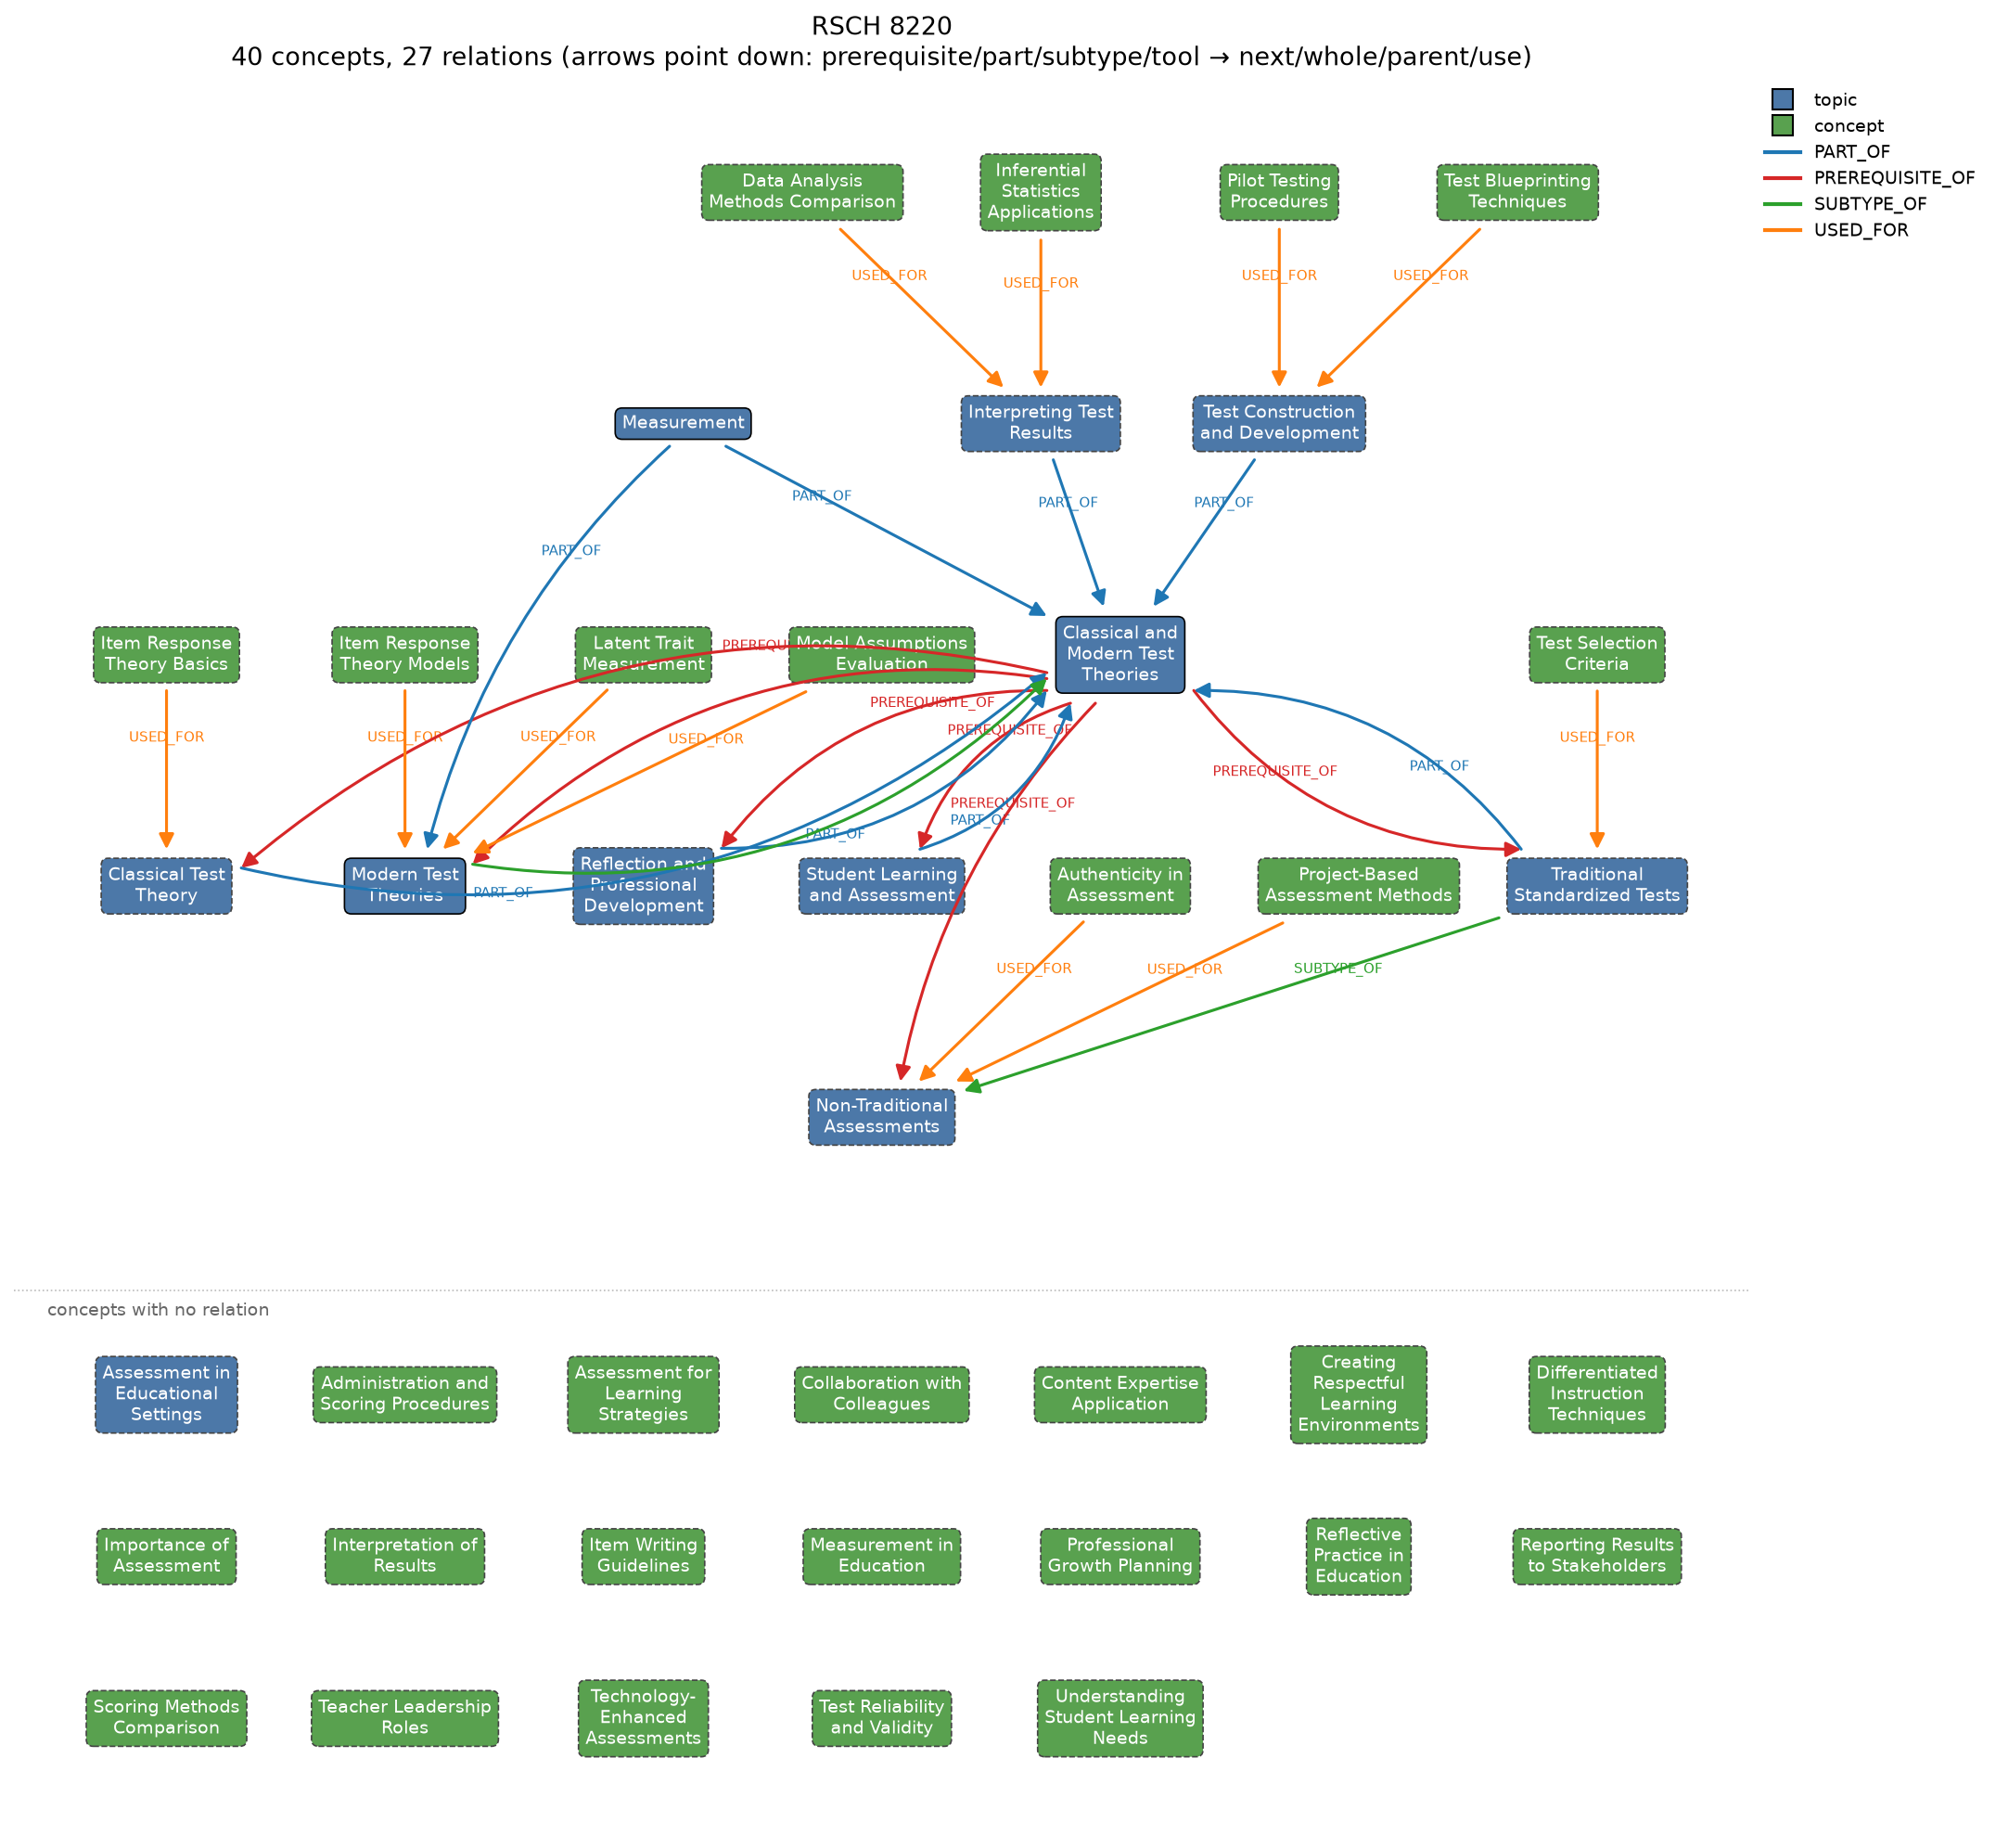 RSCH 8220
40 concepts, 27 relations (arrows point down: prerequisite/part/subtype/tool → next/whole/parent/use)
topic
concept
PART_OF
PREREQUISITE_OF
SUBTYPE_OF
USED_FOR
Data Analysis
Methods Comparison
Inferential
Statistics
Applications
Pilot Testing
Procedures
Test Blueprinting
Techniques
USED_FOR
USED_FOR
USED_FOR
USED_FOR
Measurement
Interpreting Test
Results
Test Construction
and Development
PART_OF
PART_OF
PART_OF
PART_OF
Item Response
Theory Basics
Item Response
Theory Models
Latent Trait
Measurement
Model Assumptions
Evaluation
Classical and
Modern Test
Theories
Test Selection
Criteria
PREREQUISITE_OF
PREREQUISITE_OF
USED_FOR
USED_FOR
USED_FOR
USED_FOR
USED_FOR
PREREQUISITE_OF
PART_OF
PREREQUISITE_OF
PART_OF
PART_OF
PART_OF
Classical Test
Theory
Modern Test
Theories
Reflection and
Professional
Development
Student Learning
and Assessment
Authenticity in
Assessment
Project-Based
Assessment Methods
Traditional
Standardized Tests
USED_FOR
USED_FOR
SUBTYPE_OF
Non-Traditional
Assessments
concepts with no relation
Assessment in
Educational
Settings
Administration and
Scoring Procedures
Assessment for
Learning
Strategies
Collaboration with
Colleagues
Content Expertise
Application
Creating
Respectful
Learning
Environments
Differentiated
Instruction
Techniques
Importance of
Assessment
Interpretation of
Results
Item Writing
Guidelines
Measurement in
Education
Professional
Growth Planning
Reflective
Practice in
Education
Reporting Results
to Stakeholders
Scoring Methods
Comparison
Teacher Leadership
Roles
Technology-
Enhanced
Assessments
Test Reliability
and Validity
Understanding
Student Learning
Needs